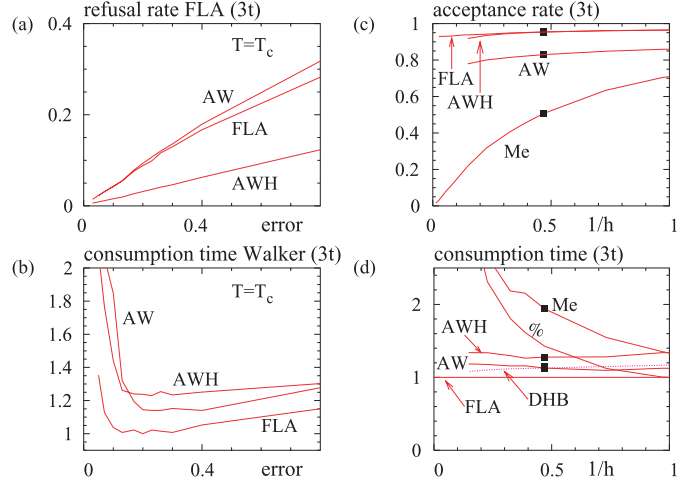 (a) refusal rate FLA (3t)
T=T_c
0.4
AW
FLA
0.2
AWH
0
0 0.4 error
(b) consumption time Walker (3t)
2
T=T_c
1.8
AW
1.6
1.4
AWH
1.2
FLA
1
0 0.4 error
(c) acceptance rate (3t)
1
FLA
AW
0.8
AWH
0.6
Me
0.4
0.2
0
0 0.5 1/h 1
(d) consumption time (3t)
2
Me
%
AWH
AW
1
FLA
DHB
0
0 0.5 1/h 1